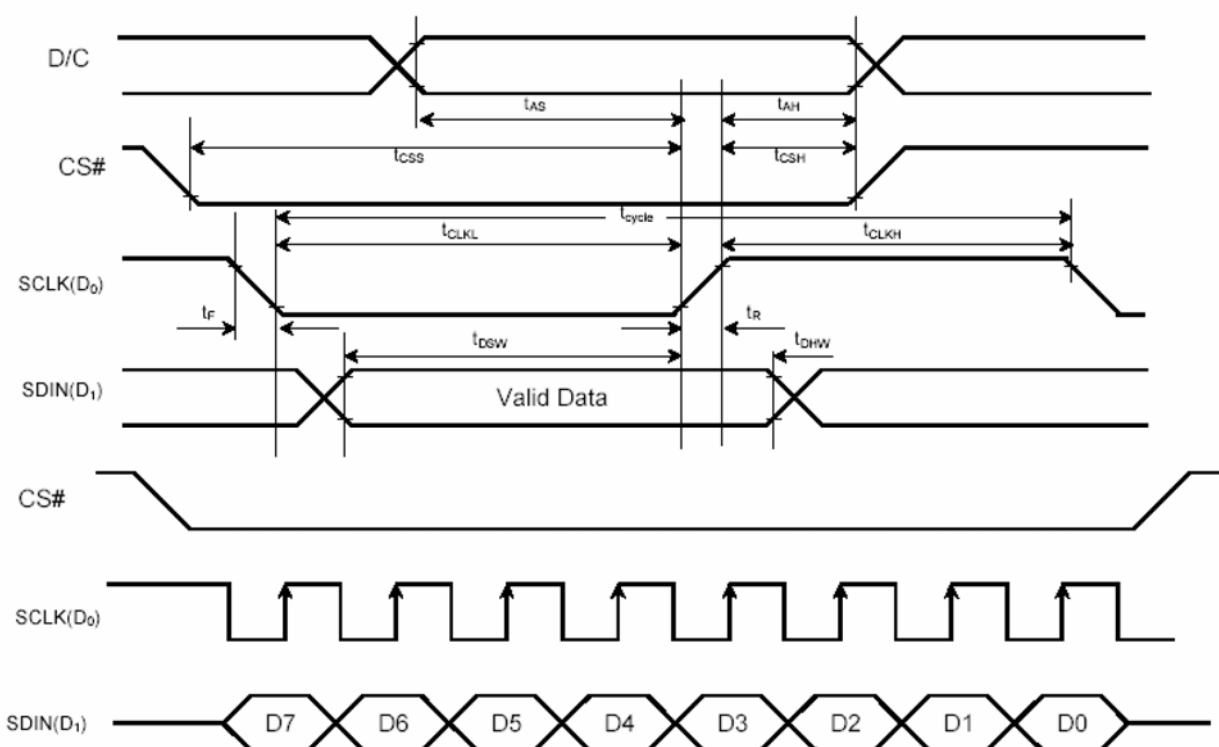 D/C
tAS
tAH
CS#
tCSS
tCSH
tcycle
tCLKL
tCLKH
SCLK(D0)
tF
tR
tDSW
tDHW
SDIN(D1)
Valid Data
CS#
SCLK(D0)
SDIN(D1) D7 D6 D5 D4 D3 D2 D1 D0